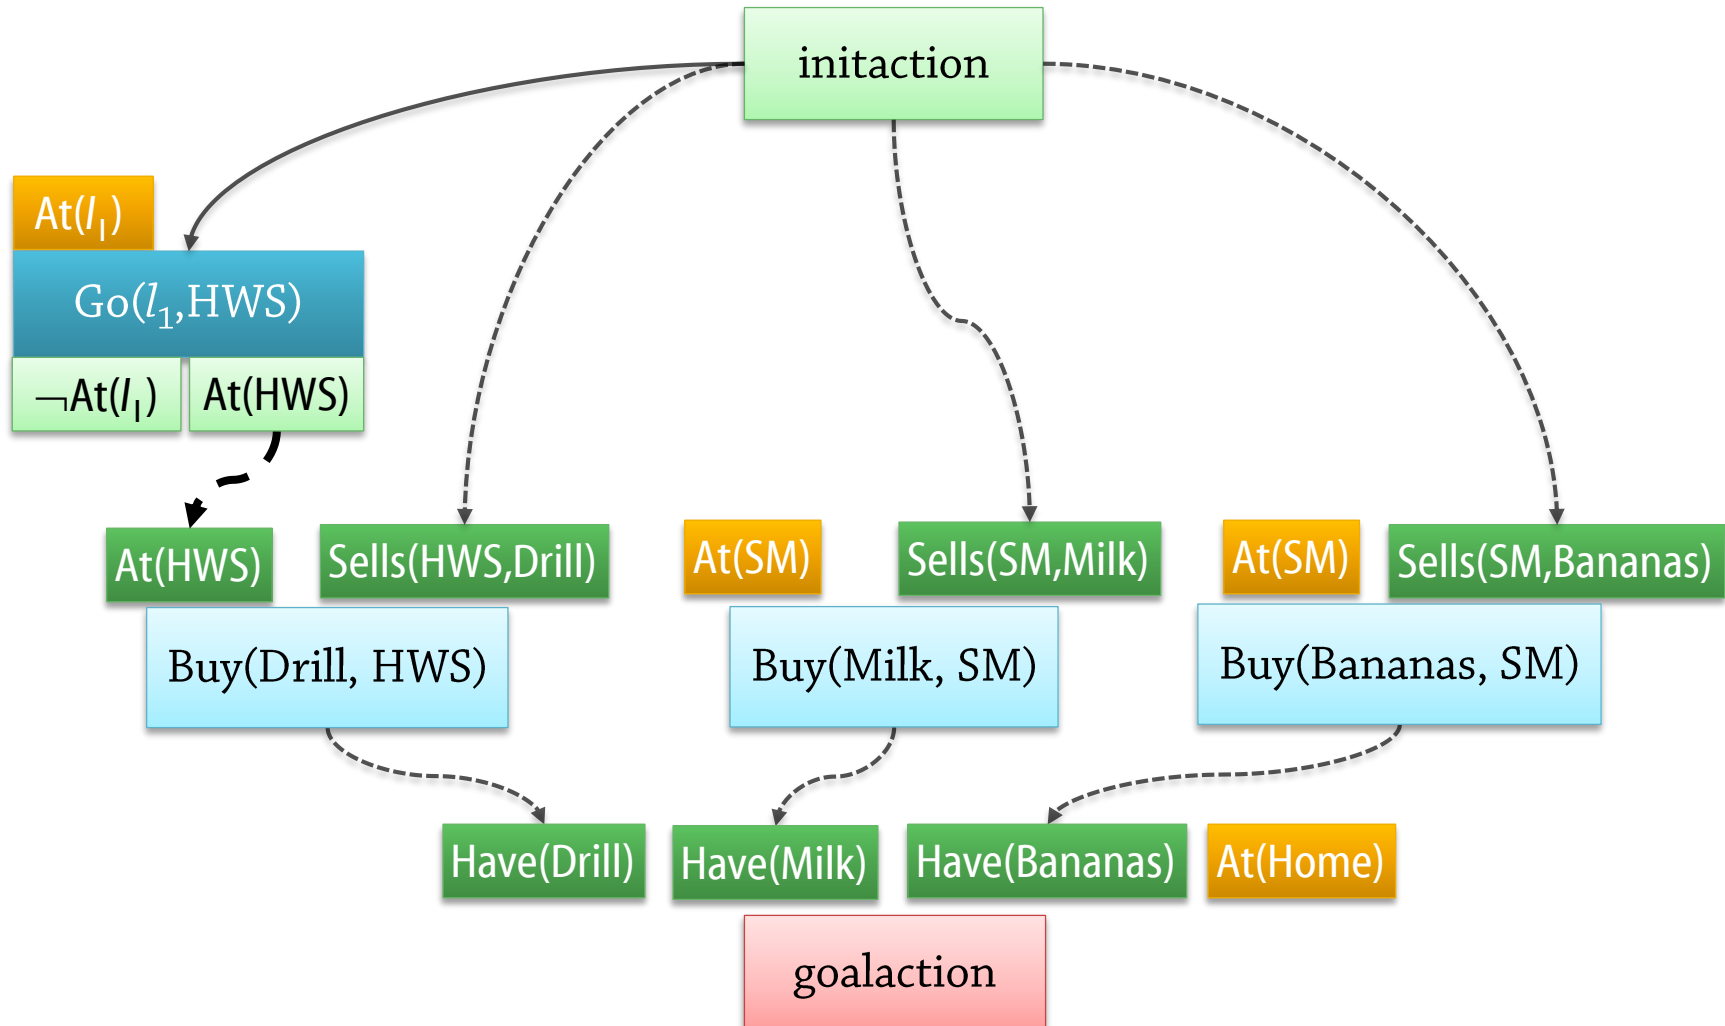 initaction
At(l₁)
Go(l₁,HWS)
¬At(l₁)
At(HWS)
At(HWS)
Sells(HWS,Drill)
At(SM)
Sells(SM,Milk)
At(SM)
Sells(SM,Bananas)
Buy(Drill, HWS)
Buy(Milk, SM)
Buy(Bananas, SM)
Have(Drill)
Have(Milk)
Have(Bananas)
At(Home)
goalaction